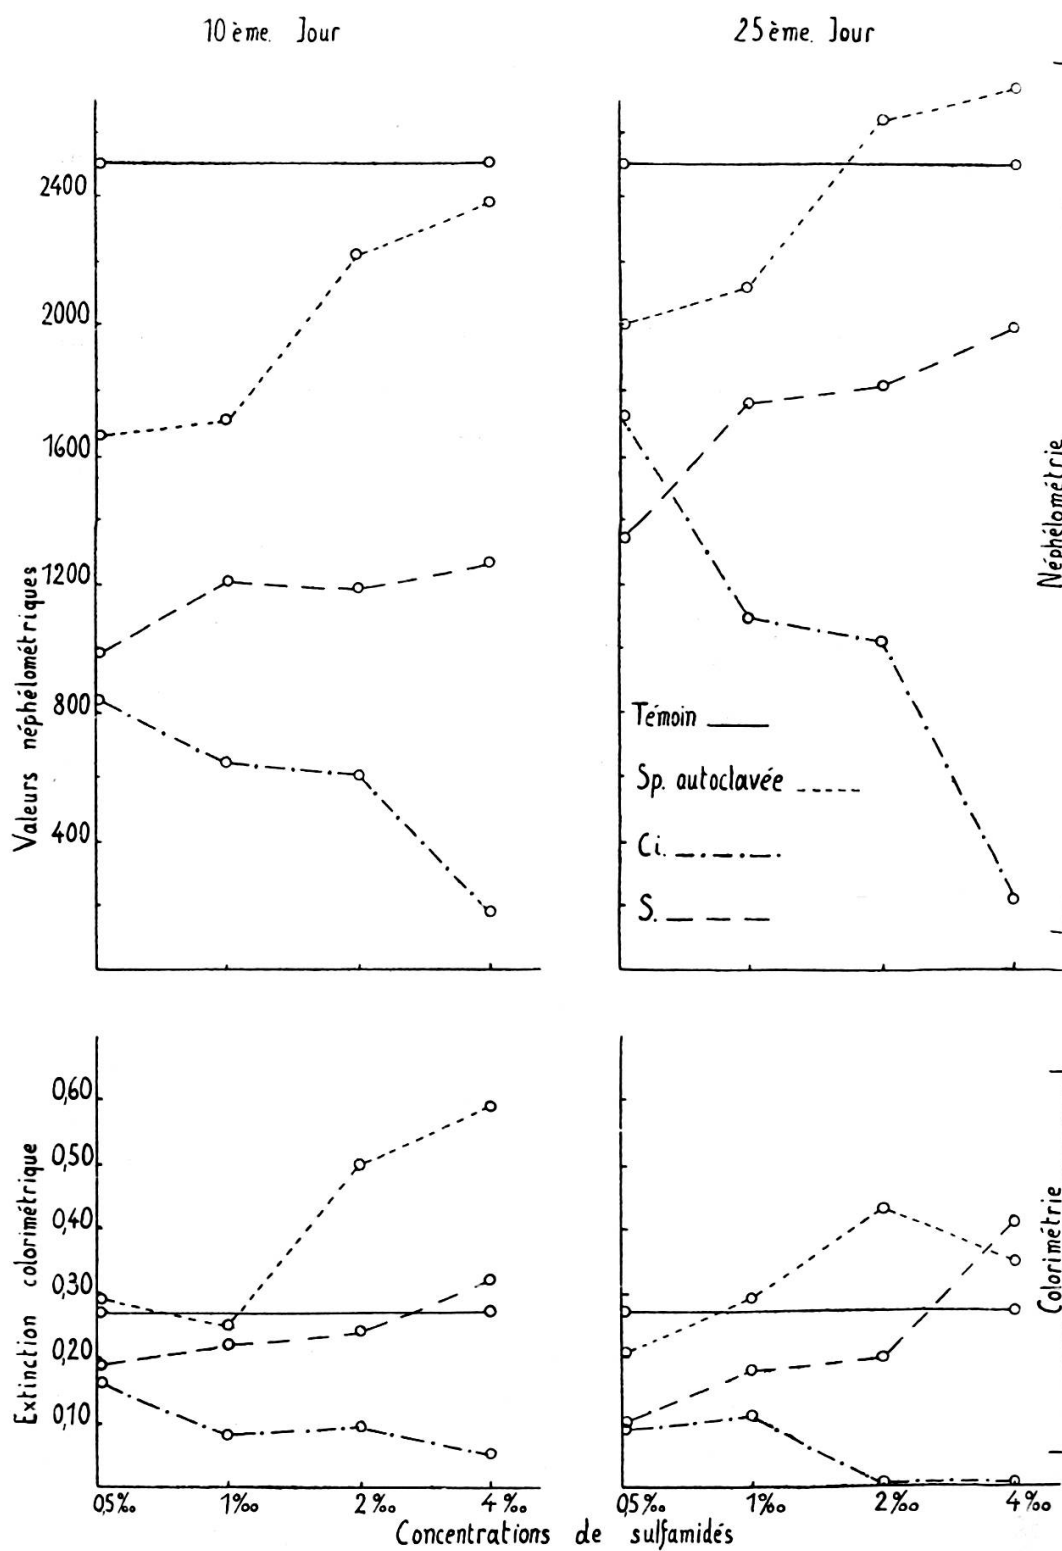 10ème. Jour
25ème. Jour
Valeurs néphélométriques
2400
2000
1600
1200
800
400
Néphélométrie
Témoin
Sp. autoclavée
Ci.
S.
Extinction colorimétrique
0,60
0,50
0,40
0,30
0,20
0,10
Colorimétrie
0,5‰ 1‰ 2‰ 4‰
0,5‰ 1‰ 2‰ 4‰
Concentrations de sulfamidés